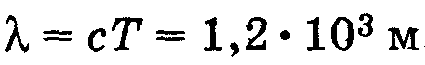 λ = cT = 1,2 · 10³ м